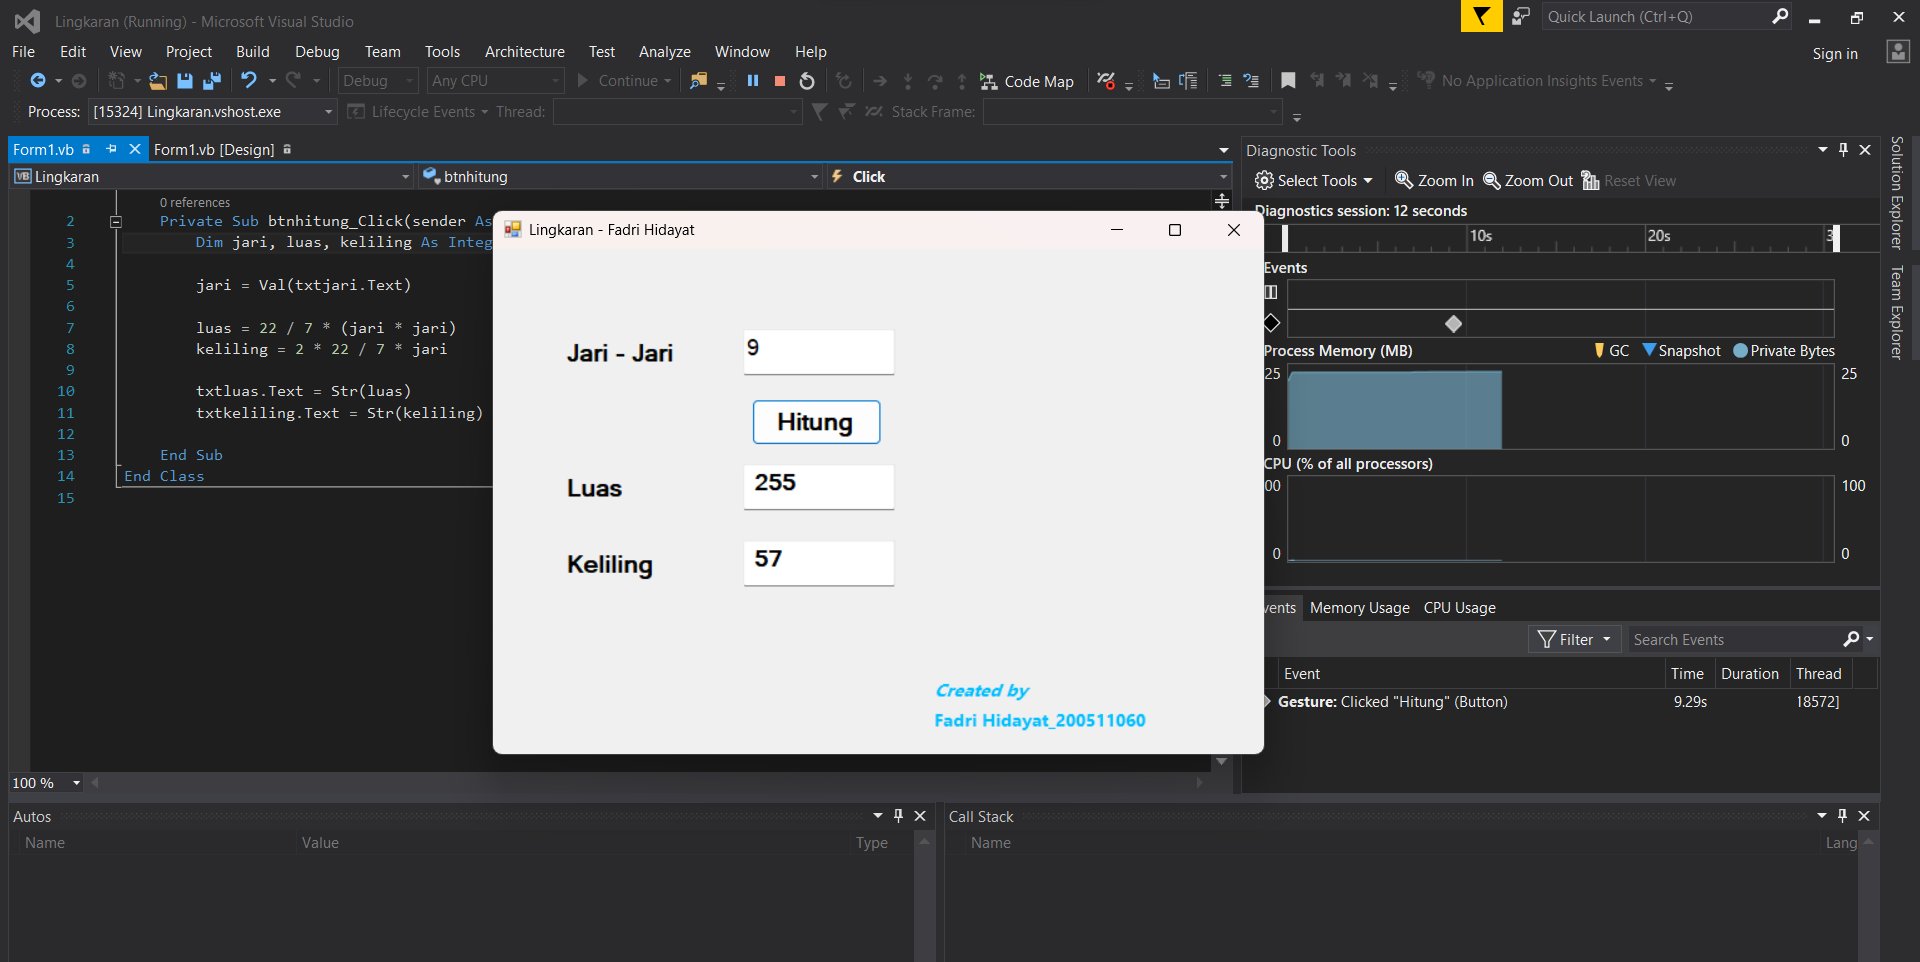 Lingkaran (Running) - Microsoft Visual Studio
Quick Launch (Ctrl+Q)
File Edit View Project Build Debug Team Tools Architecture Test Analyze Window Help
Sign in
Debug Any CPU Continue Code Map No Application Insights Events
Process: [15324] Lingkaran.vshost.exe Lifecycle Events Thread: Stack Frame:
Form1.vb Form1.vb [Design]
Lingkaran btnhitung Click
0 references
2 Private Sub btnhitung_Click(sender As
3 Dim jari, luas, keliling As Integ
4
5 jari = Val(txtjari.Text)
6
7 luas = 22 / 7 * (jari * jari)
8 keliling = 2 * 22 / 7 * jari
9
10 txtluas.Text = Str(luas)
11 txtkeliling.Text = Str(keliling)
12
13 End Sub
14 End Class
15
100 %
Lingkaran - Fadri Hidayat
Jari - Jari 9
Hitung
Luas 255
Keliling 57
Created by
Fadri Hidayat_200511060
Diagnostic Tools
Select Tools Zoom In Zoom Out Reset View
Diagnostics session: 12 seconds
10s 20s 3
Events
Process Memory (MB) GC Snapshot Private Bytes
25 25
0 0
CPU (% of all processors)
00 100
0 0
vents Memory Usage CPU Usage
Filter Search Events
Event Time Duration Thread
Gesture: Clicked "Hitung" (Button) 9.29s 18572]
Solution Explorer
Team Explorer
Autos
Name Value Type
Call Stack
Name Lang